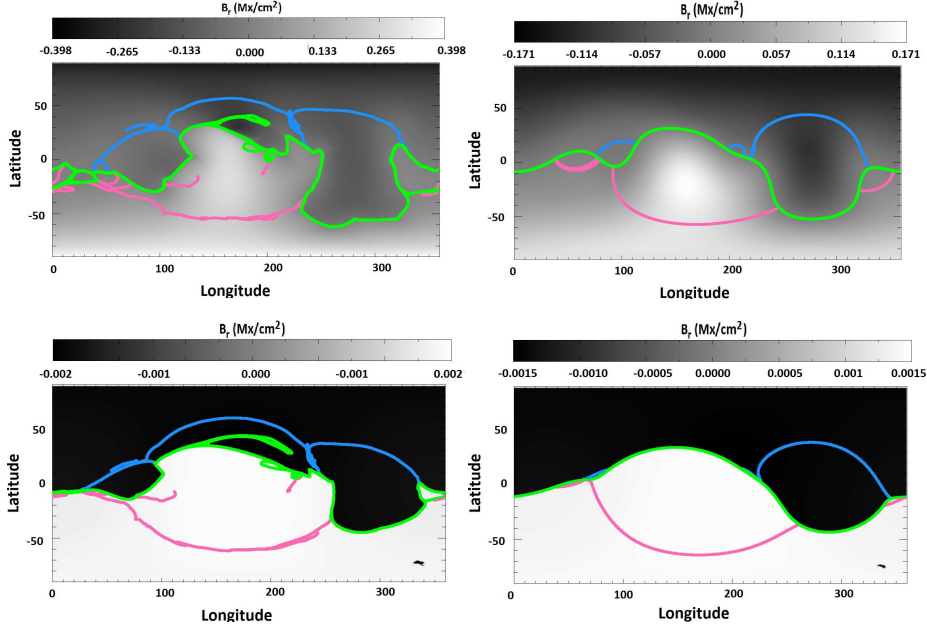 Br (Mx/cm²)
-0.398 -0.265 -0.133 0.000 0.133 0.265 0.398
50
0
-50
Latitude
0 100 200 300
Longitude
Br (Mx/cm²)
-0.171 -0.114 -0.057 0.000 0.057 0.114 0.171
50
0
-50
Latitude
0 100 200 300
Longitude
Br (Mx/cm²)
-0.002 -0.001 0.000 -0.001 0.002
50
0
-50
Latitude
0 100 200 300
Longitude
Br (Mx/cm²)
-0.0015 -0.0010 -0.0005 0.0000 0.0005 0.0010 0.0015
50
0
-50
Latitude
0 100 200 300
Longitude